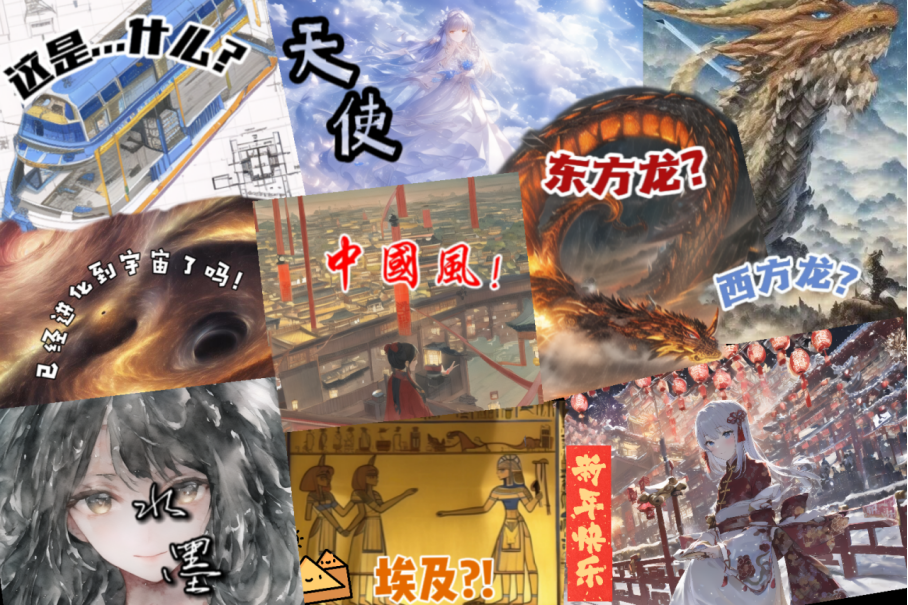 这是...什么?
天使
东方龙?
西方龙?
已经进化到宇宙了吗!
中國風!
水墨
埃及?!
新年快乐